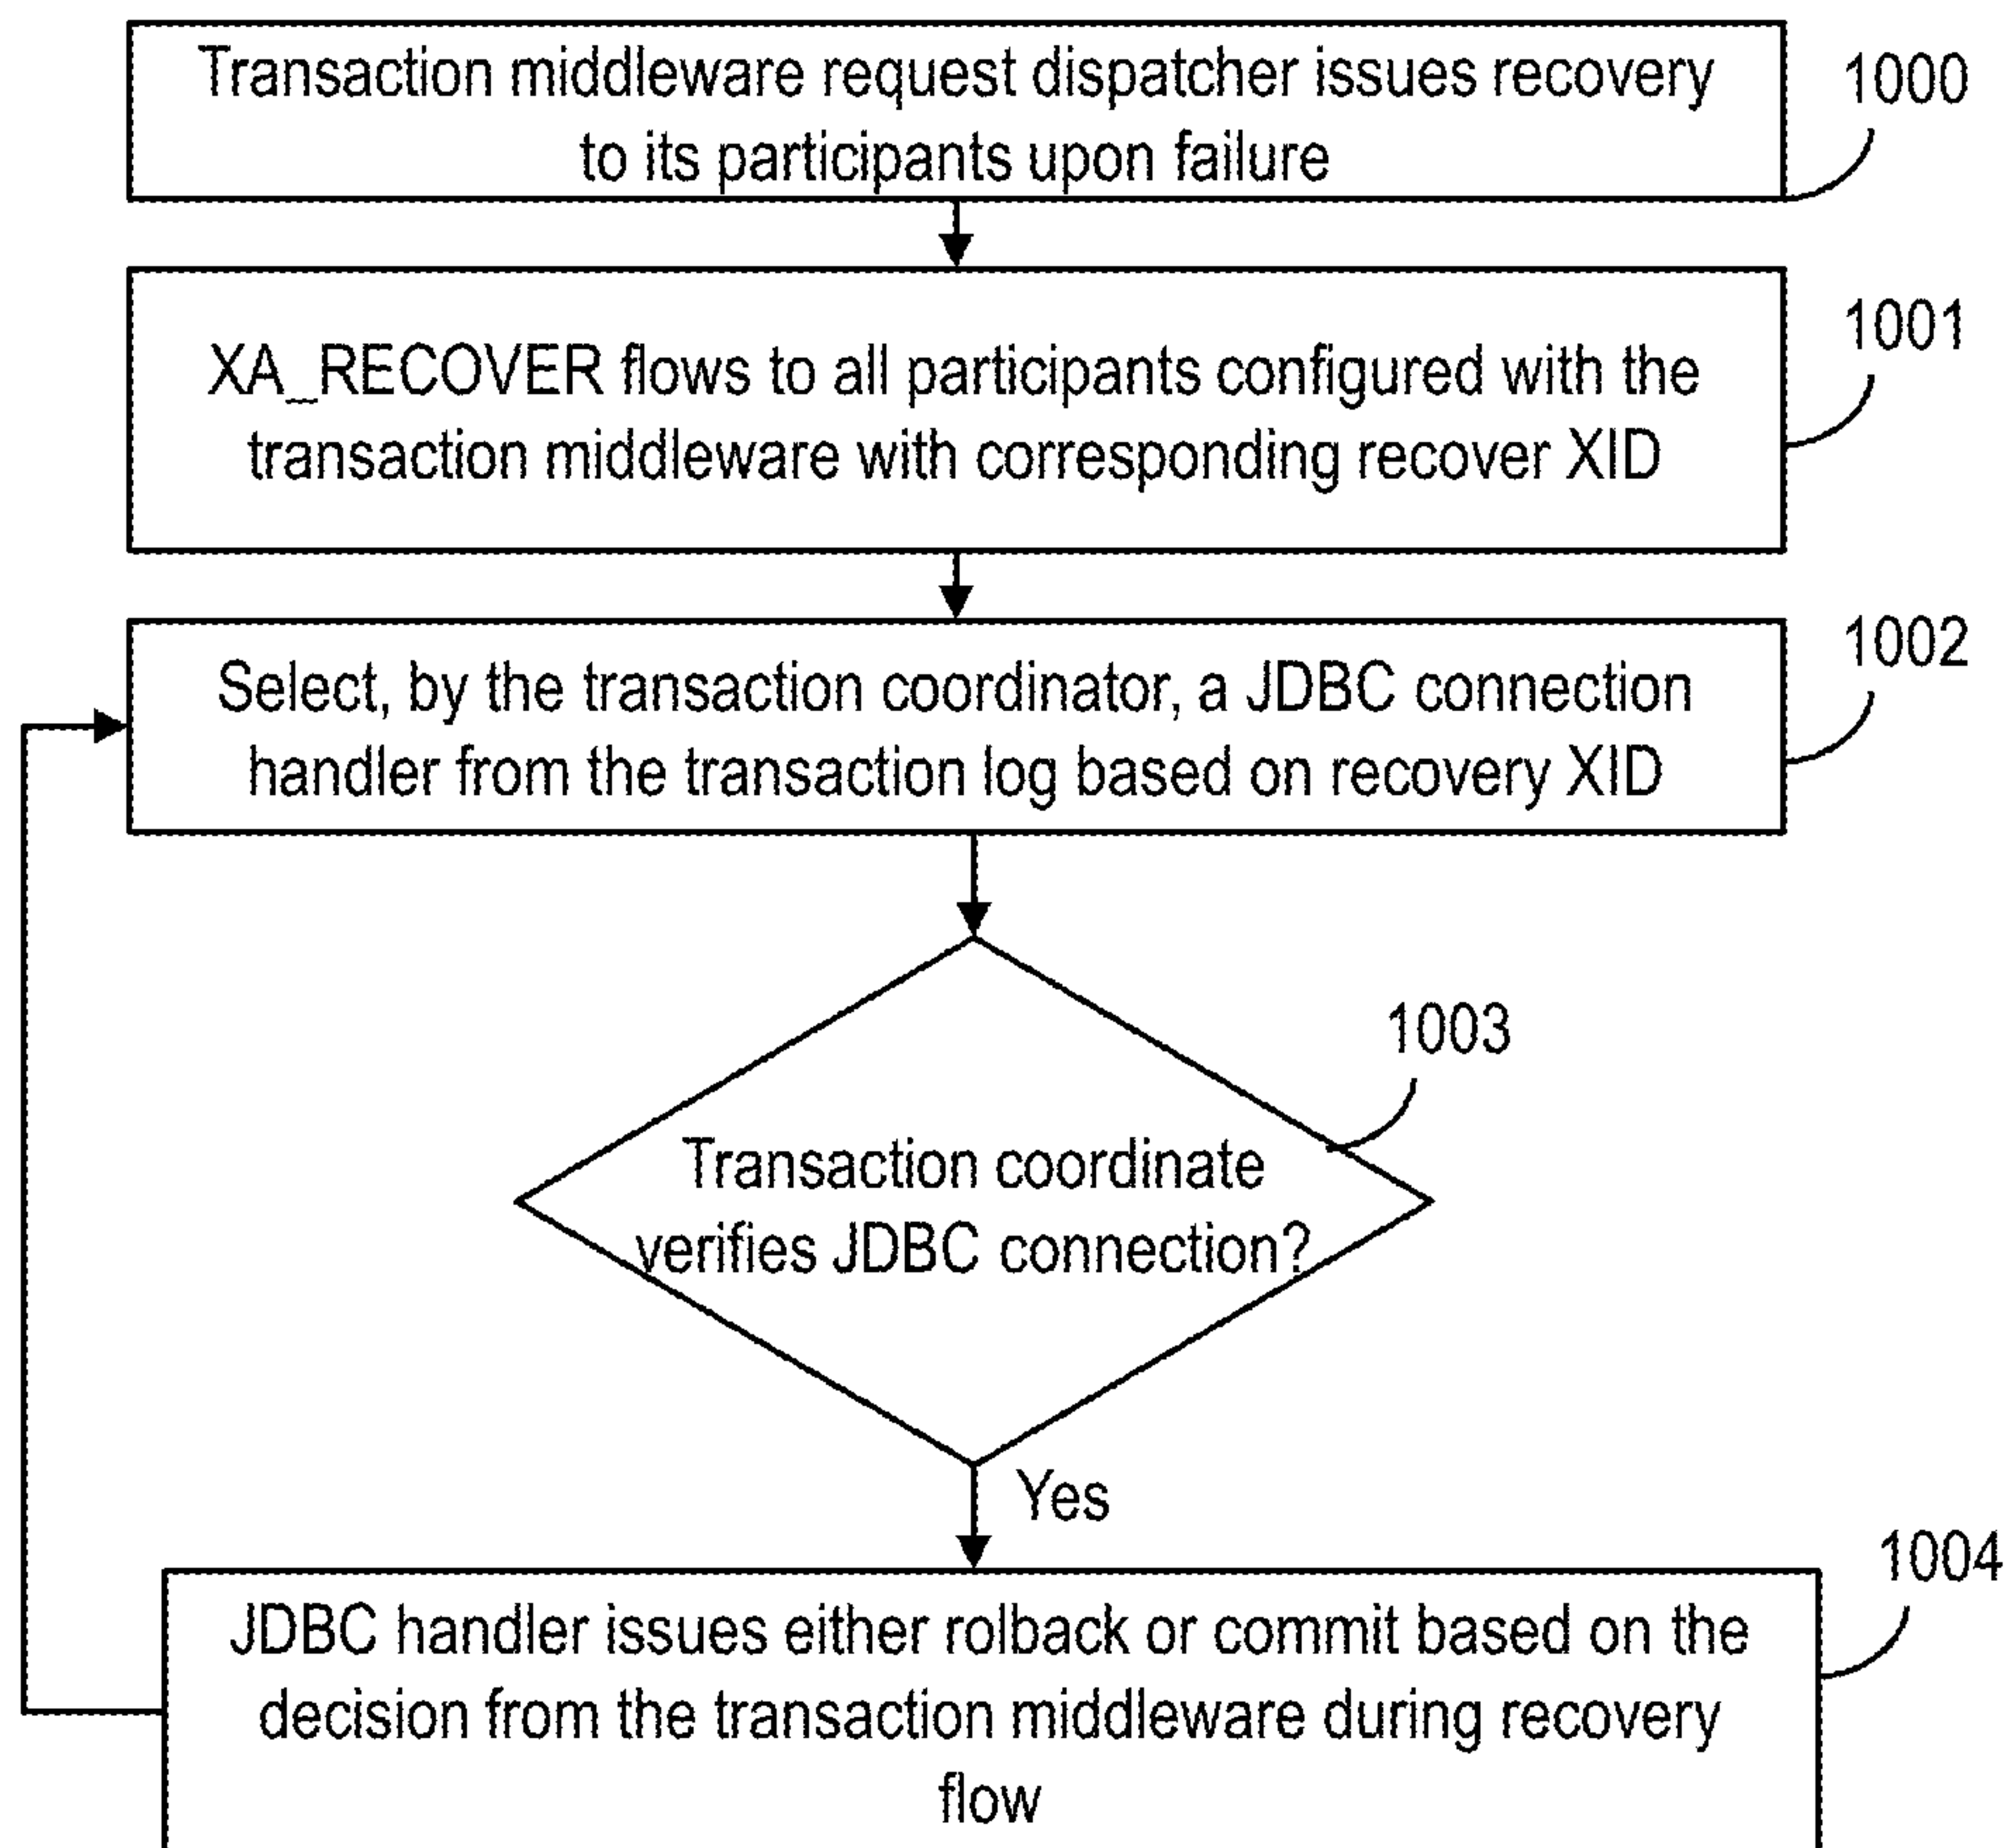 Transaction middleware request dispatcher issues recovery
to its participants upon failure
1000
XA_RECOVER flows to all participants configured with the
transaction middleware with corresponding recover XID
1001
Select, by the transaction coordinator, a JDBC connection
handler from the transaction log based on recovery XID
1002
Transaction coordinate
verifies JDBC connection?
1003
Yes
JDBC handler issues either rolback or commit based on the
decision from the transaction middleware during recovery
flow
1004